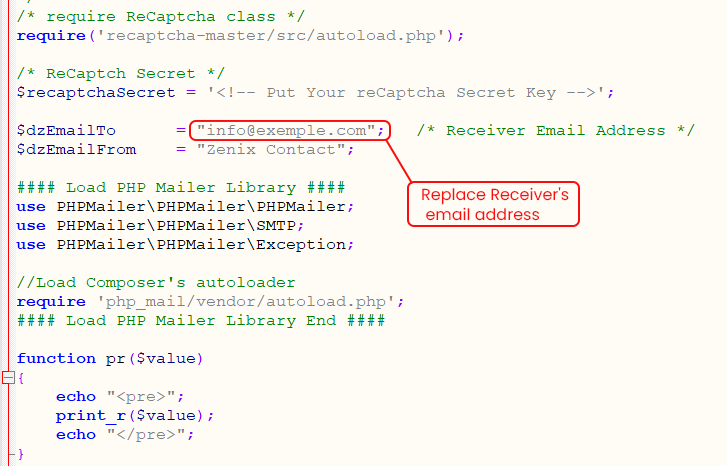 */
/* require ReCaptcha class */
require('recaptcha-master/src/autoload.php');
/* ReCaptch Secret */
$recaptchaSecret = '<!-- Put Your reCaptcha Secret Key -->';
$dzEmailTo      = "info@exemple.com";   /* Receiver Email Address */
$dzEmailFrom    = "Zenix Contact";
Replace Receiver's
email address
#### Load PHP Mailer Library ####
use PHPMailer\PHPMailer\PHPMailer;
use PHPMailer\PHPMailer\SMTP;
use PHPMailer\PHPMailer\Exception;
//Load Composer's autoloader
require 'php_mail/vendor/autoload.php';
#### Load PHP Mailer Library End ####
function pr($value)
{
    echo "<pre>";
    print_r($value);
    echo "</pre>";
}